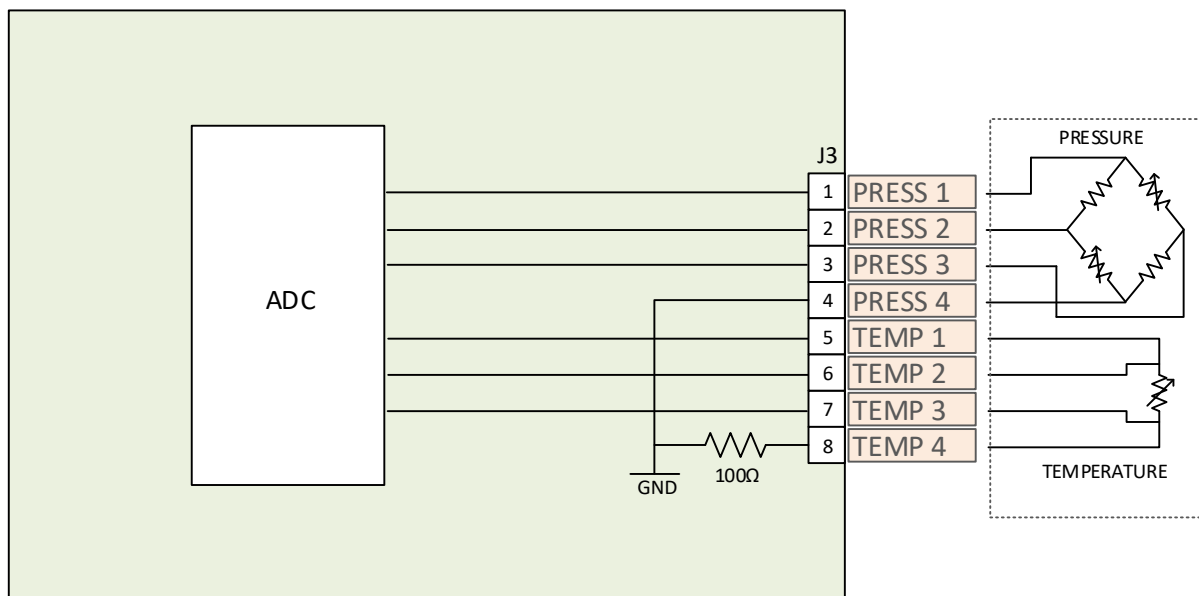 PRESSURE
J3
1 PRESS 1
2 PRESS 2
3 PRESS 3
ADC
4 PRESS 4
5 TEMP 1
6 TEMP 2
7 TEMP 3
8 TEMP 4
100Ω
GND
TEMPERATURE